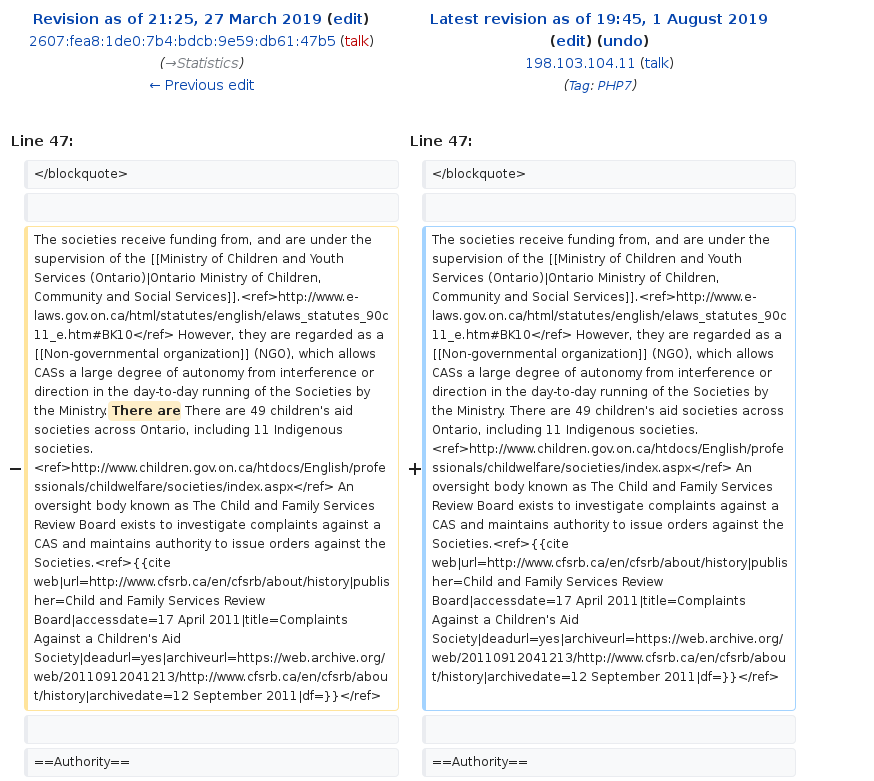 Revision as of 21:25, 27 March 2019 (edit)
2607:fea8:1de0:7b4:bdcb:9e59:db61:47b5 (talk)
(→Statistics)
← Previous edit
Latest revision as of 19:45, 1 August 2019
(edit) (undo)
198.103.104.11 (talk)
(Tag: PHP7)
Line 47:
</blockquote>
−
The societies receive funding from, and are under the
supervision of the [[Ministry of Children and Youth
Services (Ontario)|Ontario Ministry of Children,
Community and Social Services]].<ref>http://www.e-
laws.gov.on.ca/html/statutes/english/elaws_statutes_90c
11_e.htm#BK10</ref> However, they are regarded as a
[[Non-governmental organization]] (NGO), which allows
CASs a large degree of autonomy from interference or
direction in the day-to-day running of the Societies by
the Ministry. There are There are 49 children's aid
societies across Ontario, including 11 Indigenous
societies.
<ref>http://www.children.gov.on.ca/htdocs/English/profe
ssionals/childwelfare/societies/index.aspx</ref> An
oversight body known as The Child and Family Services
Review Board exists to investigate complaints against a
CAS and maintains authority to issue orders against the
Societies.<ref>{{cite
web|url=http://www.cfsrb.ca/en/cfsrb/about/history|publis
her=Child and Family Services Review
Board|accessdate=17 April 2011|title=Complaints
Against a Children's Aid
Society|deadurl=yes|archiveurl=https://web.archive.org/
web/20110912041213/http://www.cfsrb.ca/en/cfsrb/abou
t/history|archivedate=12 September 2011|df=}}</ref>
==Authority==
Line 47:
</blockquote>
+
The societies receive funding from, and are under the
supervision of the [[Ministry of Children and Youth
Services (Ontario)|Ontario Ministry of Children,
Community and Social Services]].<ref>http://www.e-
laws.gov.on.ca/html/statutes/english/elaws_statutes_90c
11_e.htm#BK10</ref> However, they are regarded as a
[[Non-governmental organization]] (NGO), which allows
CASs a large degree of autonomy from interference or
direction in the day-to-day running of the Societies by
the Ministry. There are 49 children's aid societies across
Ontario, including 11 Indigenous societies.
<ref>http://www.children.gov.on.ca/htdocs/English/profe
ssionals/childwelfare/societies/index.aspx</ref> An
oversight body known as The Child and Family Services
Review Board exists to investigate complaints against a
CAS and maintains authority to issue orders against the
Societies.<ref>{{cite
web|url=http://www.cfsrb.ca/en/cfsrb/about/history|publis
her=Child and Family Services Review
Board|accessdate=17 April 2011|title=Complaints
Against a Children's Aid
Society|deadurl=yes|archiveurl=https://web.archive.org/
web/20110912041213/http://www.cfsrb.ca/en/cfsrb/abou
t/history|archivedate=12 September 2011|df=}}</ref>
==Authority==